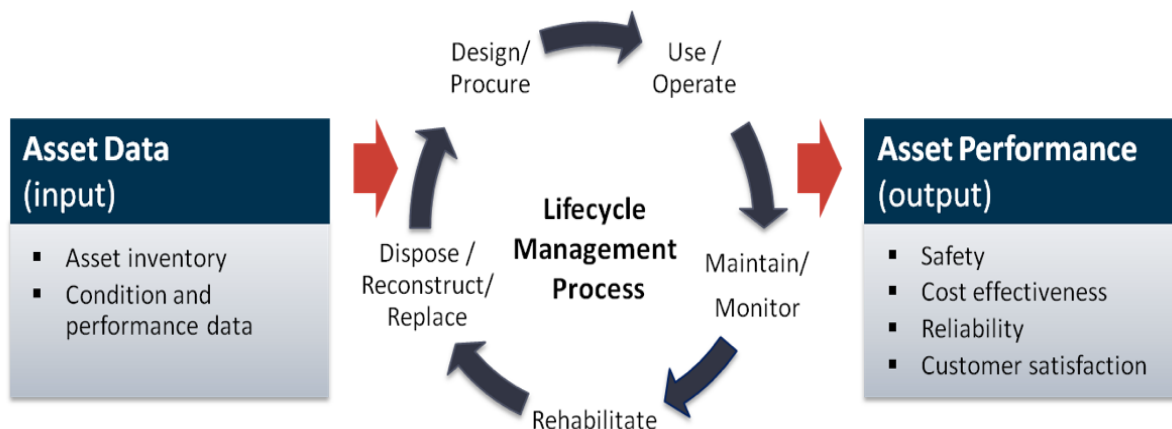 Asset Data
(input)
▪ Asset inventory
▪ Condition and
performance data
Design/
Procure
Use /
Operate
Lifecycle
Management
Process
Maintain/
Monitor
Rehabilitate
Dispose /
Reconstruct/
Replace
Asset Performance
(output)
▪ Safety
▪ Cost effectiveness
▪ Reliability
▪ Customer satisfaction